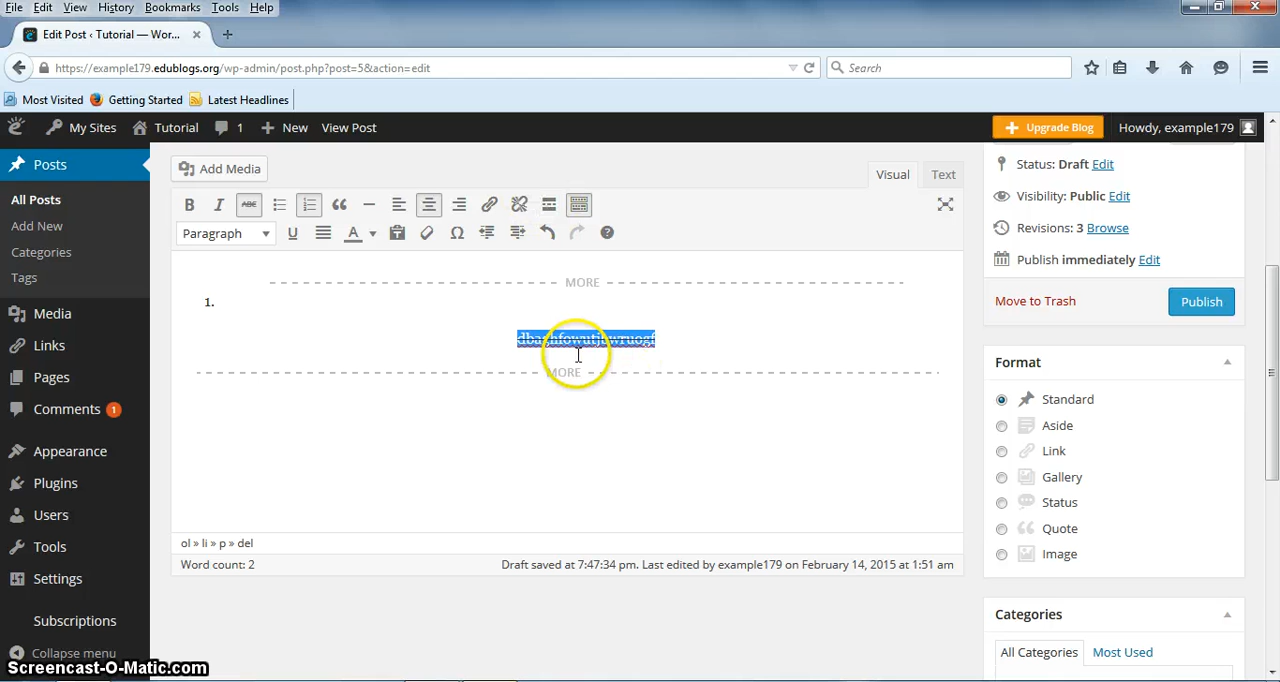 File Edit View History Bookmarks Tools Help
Edit Post ‹ Tutorial — Wor...
https://example179.edublogs.org/wp-admin/post.php?post=5&action=edit
Search
Most Visited Getting Started Latest Headlines
My Sites Tutorial 1 New View Post
Upgrade Blog Howdy, example179
Posts
All Posts
Add New
Categories
Tags
Media
Links
Pages
Comments 1
Appearance
Plugins
Users
Tools
Settings
Subscriptions
Collapse menu
Add Media
Visual Text
B I ABC
Paragraph U A Ω
MORE
1.
MORE
ol » li » p » del
Word count: 2
Draft saved at 7:47:34 pm. Last edited by example179 on February 14, 2015 at 1:51 am
Status: Draft Edit
Visibility: Public Edit
Revisions: 3 Browse
Publish immediately Edit
Move to Trash
Publish
Format
Standard
Aside
Link
Gallery
Status
Quote
Image
Categories
All Categories Most Used
Screencast-O-Matic.com